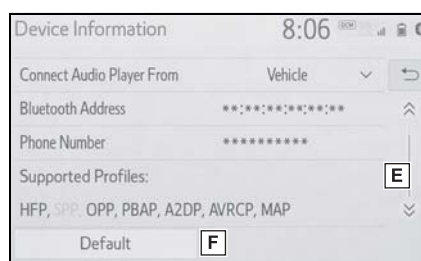 Device Information 8:06 DCM
Connect Audio Player From Vehicle
Bluetooth Address **:**:**:**:**:**
Phone Number **********
Supported Profiles:
E
HFP, SPP, OPP, PBAP, A2DP, AVRCP, MAP
Default F